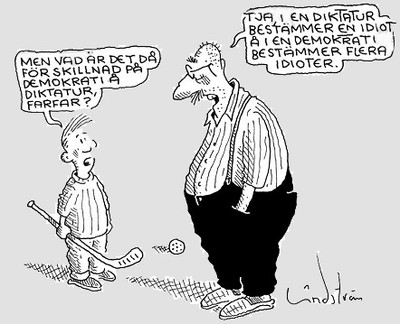 MEN VAD ÄR DET DÅ
FÖR SKILLNAD PÅ
DEMOKRATI Å
DIKTATUR,
FARFAR?
TJA, I EN DIKTATUR
BESTÄMMER EN IDIOT
Å I EN DEMOKRATI
BESTÄMMER FLERA
IDIOTER.
Lindström